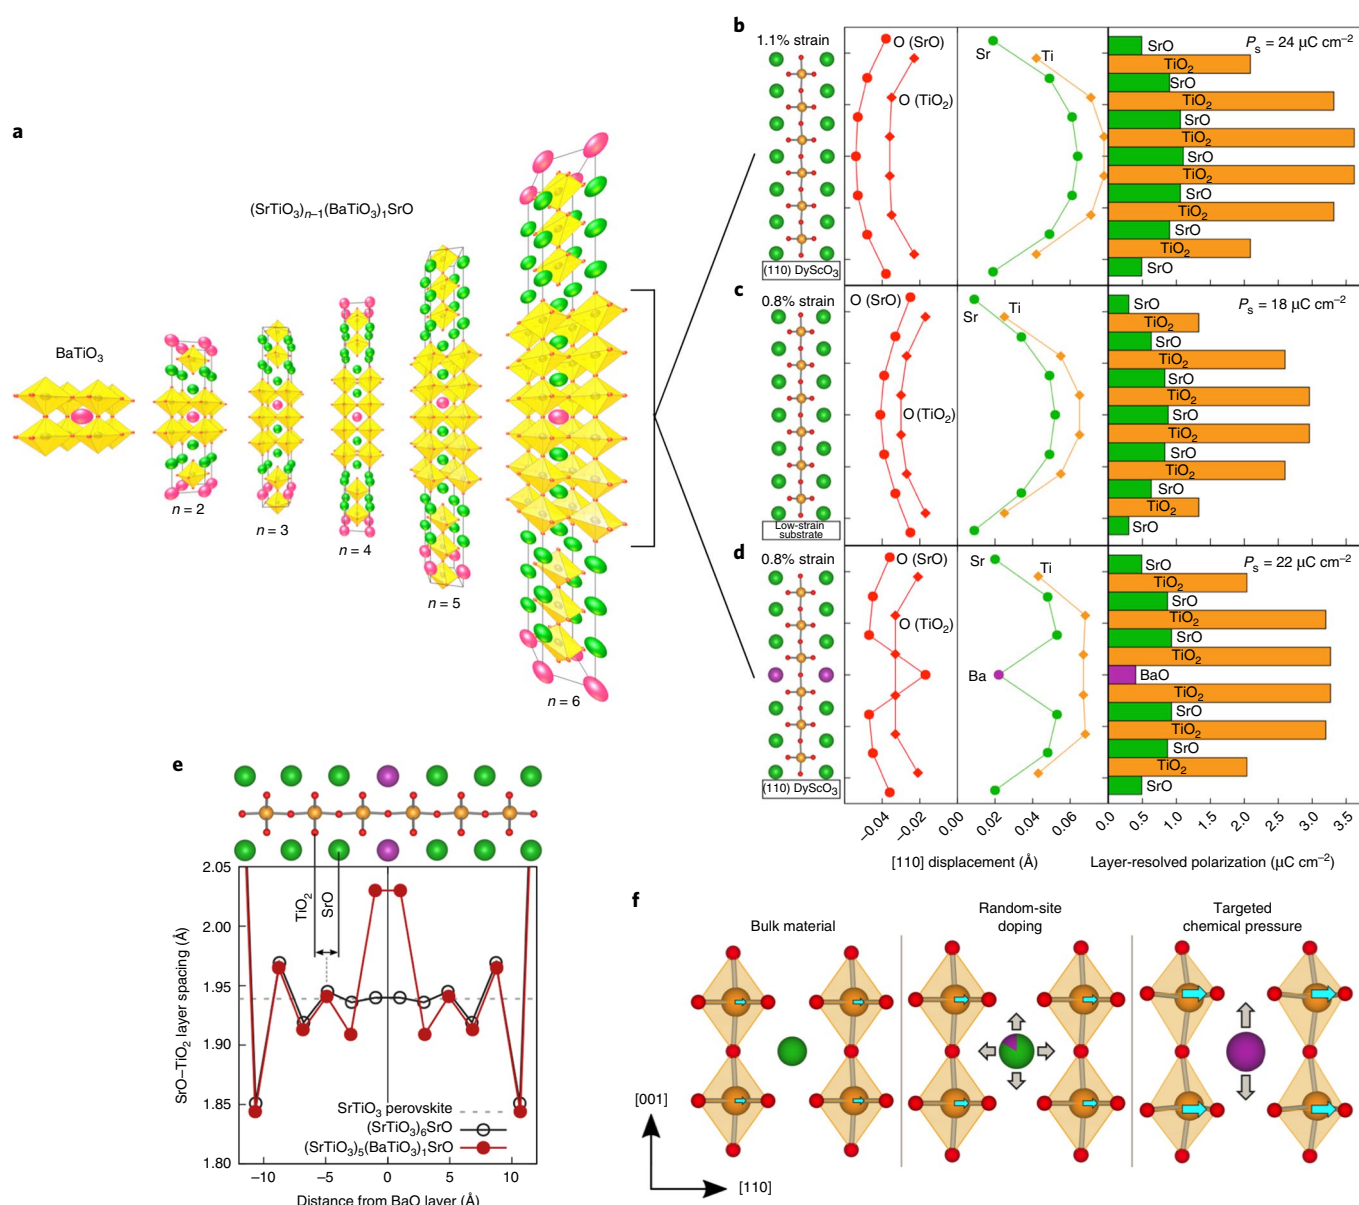 a
(SrTiO3)n–1(BaTiO3)1SrO
BaTiO3
n = 2
n = 3
n = 4
n = 5
n = 6
b
1.1% strain
(110) DyScO3
O (SrO)
O (TiO2)
Sr
Ti
Ps = 24 μC cm–2
SrO
TiO2
SrO
TiO2
SrO
TiO2
SrO
TiO2
SrO
TiO2
SrO
TiO2
SrO
c
0.8% strain
Low-strain
substrate
O (SrO)
O (TiO2)
Sr
Ti
Ps = 18 μC cm–2
SrO
TiO2
SrO
TiO2
SrO
TiO2
SrO
TiO2
SrO
TiO2
SrO
TiO2
SrO
d
0.8% strain
(110) DyScO3
O (SrO)
O (TiO2)
Sr
Ti
Ba
Ps = 22 μC cm–2
SrO
TiO2
SrO
TiO2
SrO
TiO2
BaO
TiO2
SrO
TiO2
SrO
TiO2
SrO
–0.04 –0.02 0.00 0.02 0.04 0.06 0.0 0.5 1.0 1.5 2.0 2.5 3.0 3.5
[110] displacement (Å)
Layer-resolved polarization (μC cm–2)
e
TiO2
SrO
2.05
2.00
1.95
1.90
1.85
1.80
SrO–TiO2 layer spacing (Å)
SrTiO3 perovskite
(SrTiO3)6SrO
(SrTiO3)5(BaTiO3)1SrO
–10 –5 0 5 10
Distance from BaO layer (Å)
f
Bulk material
Random-site
doping
Targeted
chemical pressure
[001]
[110]